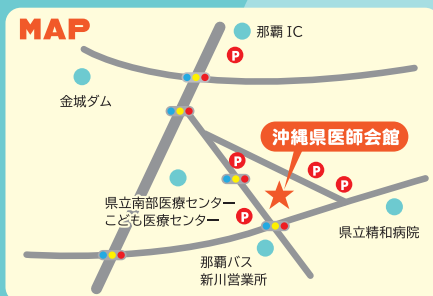 MAP
那覇 IC
P
金城ダム
沖縄県医師会館
P
P
P
県立南部医療センター
こども医療センター
P
県立精和病院
那覇バス
新川営業所